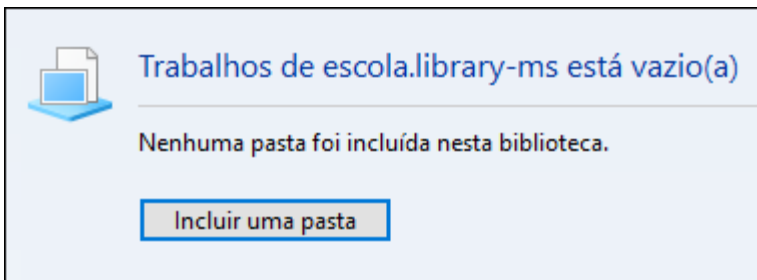 Trabalhos de escola.library-ms está vazio(a)
Nenhuma pasta foi incluída nesta biblioteca.
Incluir uma pasta